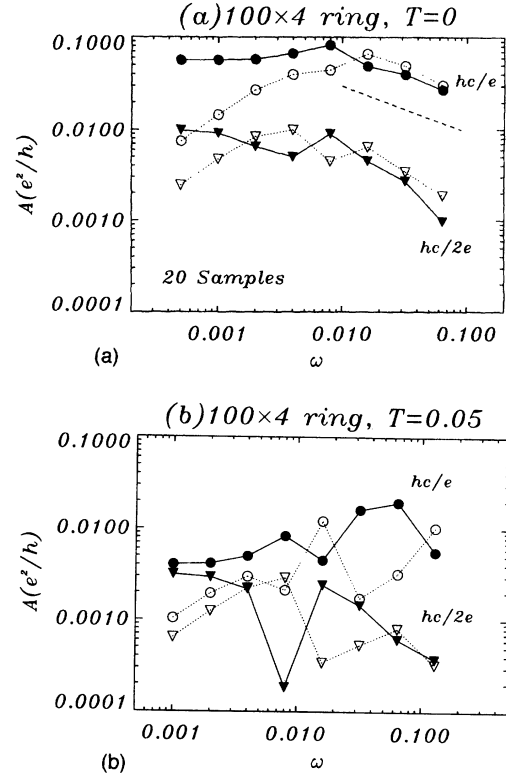 (a)100×4 ring, T=0
0.1000
0.0100
0.0010
0.0001
A(e²/h)
hc/e
hc/2e
20 Samples
0.001
0.010
0.100
(a)
ω
(b)100×4 ring, T=0.05
0.1000
0.0100
0.0010
0.0001
A(e²/h)
hc/e
hc/2e
0.001
0.010
0.100
(b)
ω